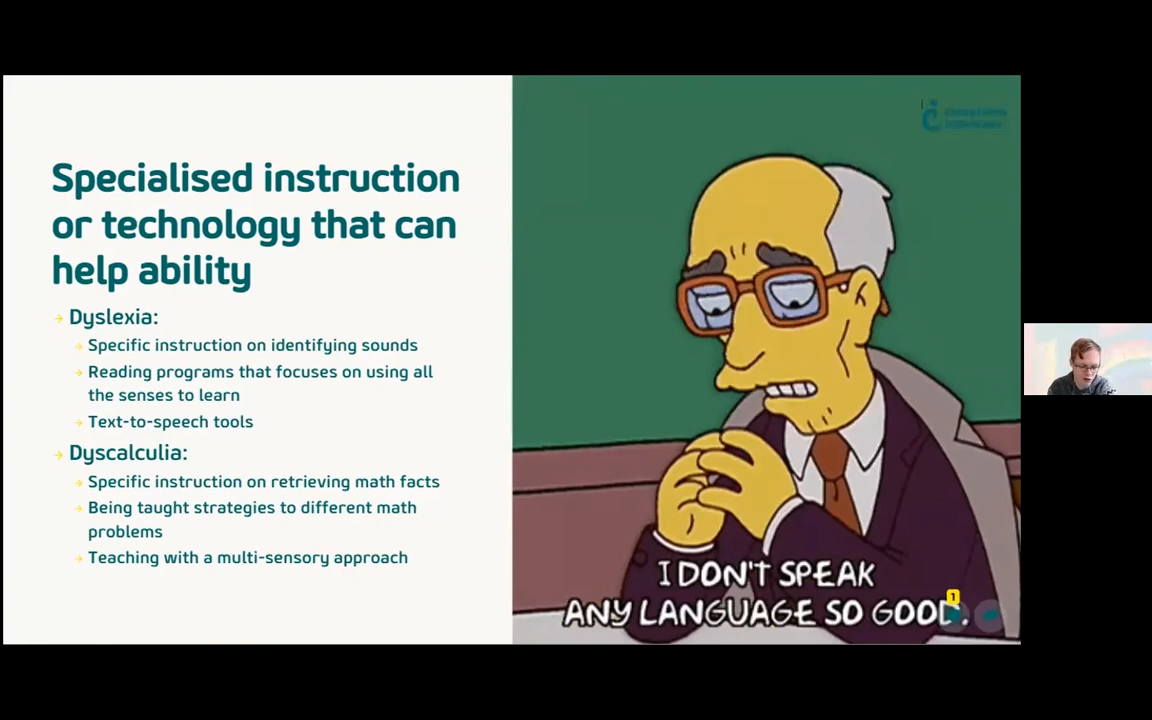 Specialised instruction
or technology that can
help ability
Dyslexia:
Specific instruction on identifying sounds
Reading programs that focuses on using all
the senses to learn
Text-to-speech tools
Dyscalculia:
Specific instruction on retrieving math facts
Being taught strategies to different math
problems
Teaching with a multi-sensory approach
I DON'T SPEAK
ANY LANGUAGE SO GOOD.
1